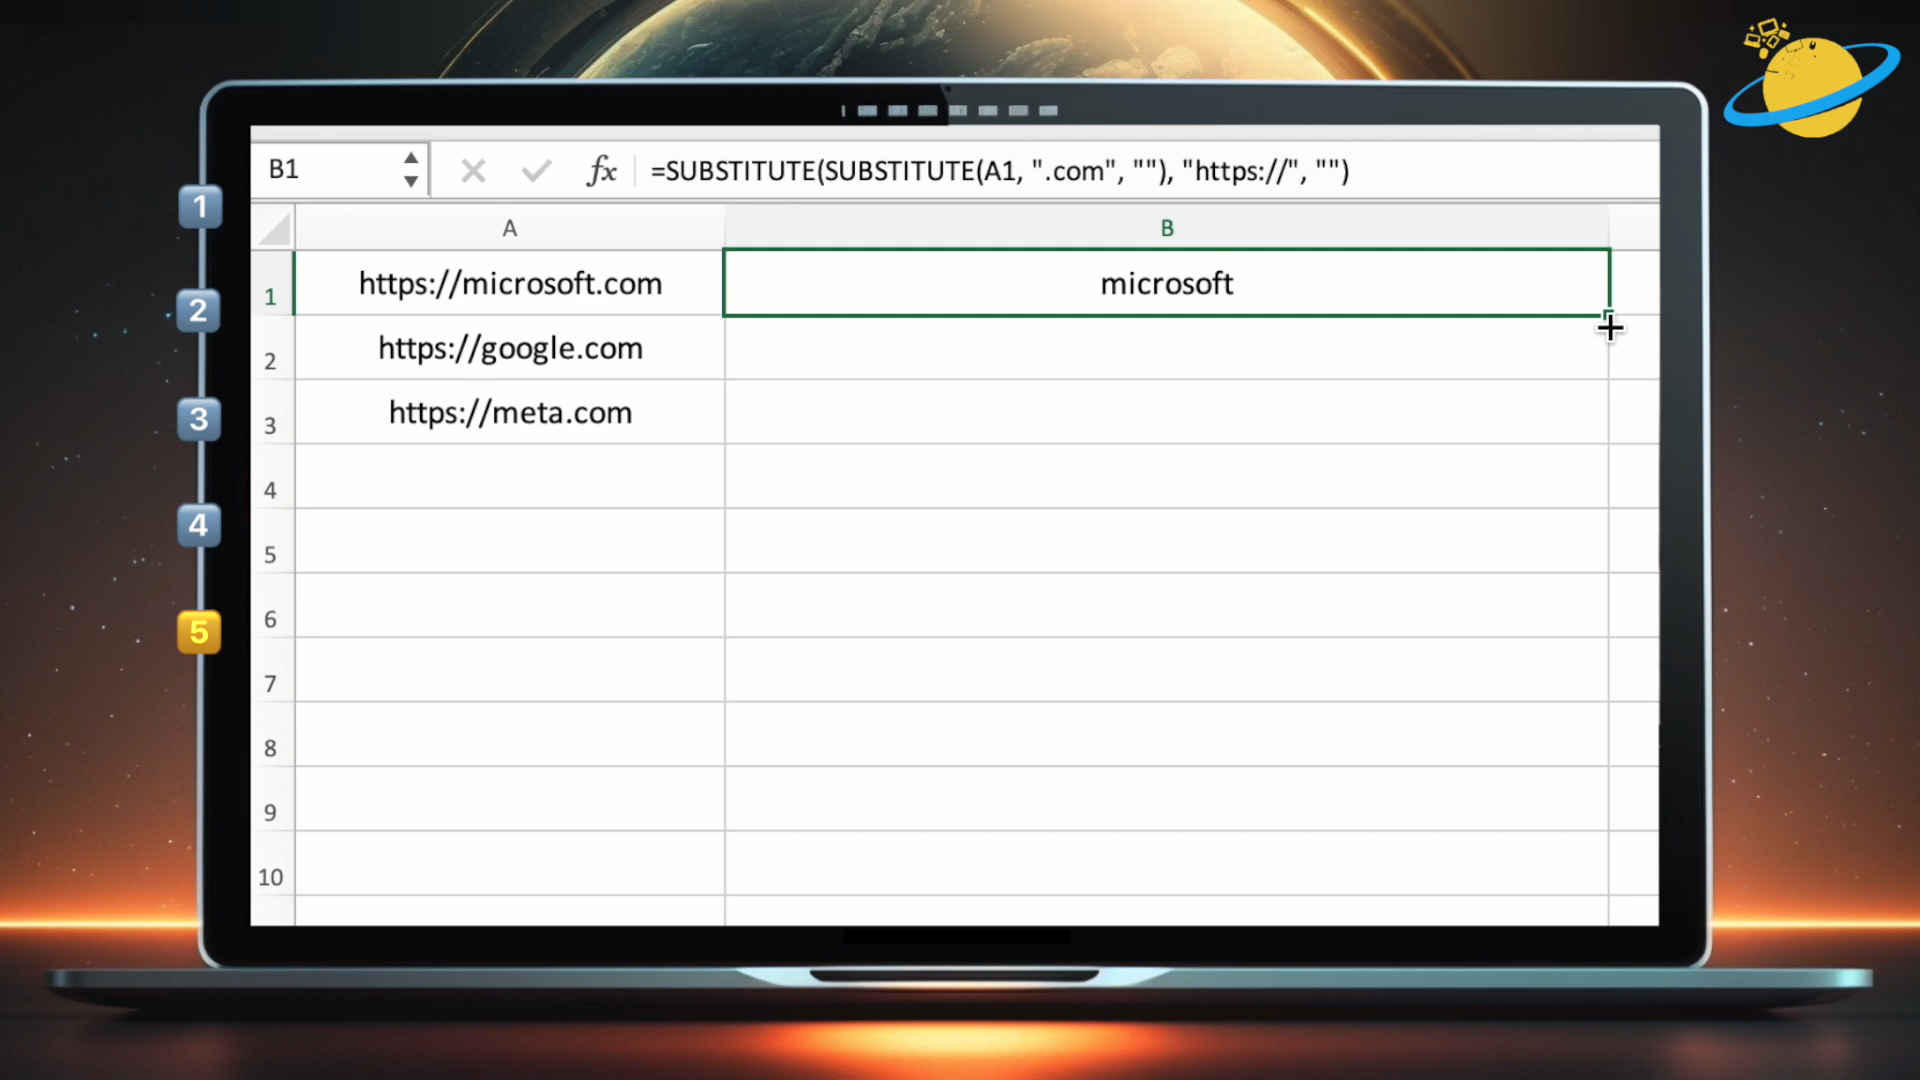 B1
fx
=SUBSTITUTE(SUBSTITUTE(A1, ".com", ""), "https://", "")
A B
1 https://microsoft.com microsoft
2 https://google.com
3 https://meta.com
4
5
6
7
8
9
10
1
2
3
4
5